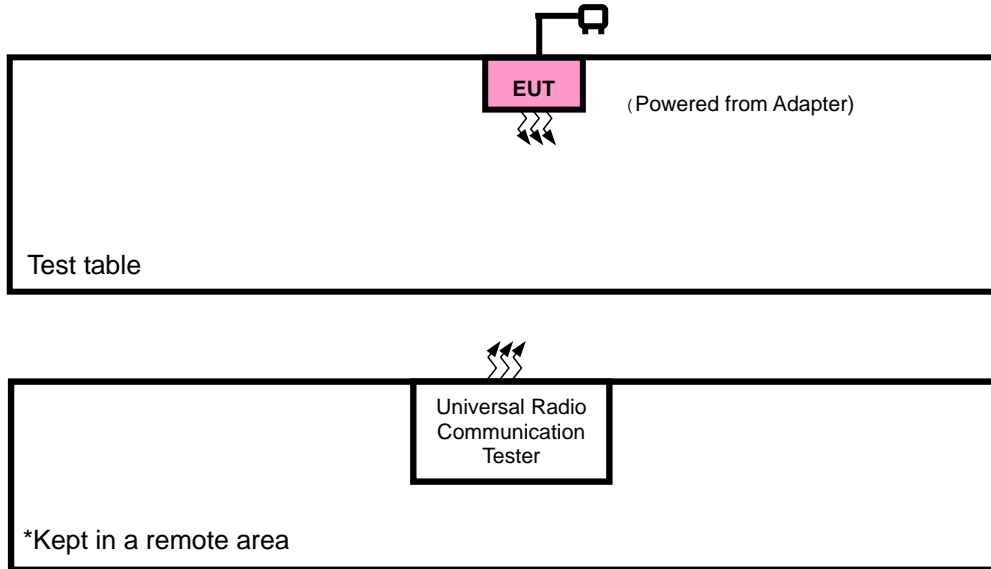 EUT
（Powered from Adapter)
Test table
Universal Radio
Communication
Tester
*Kept in a remote area